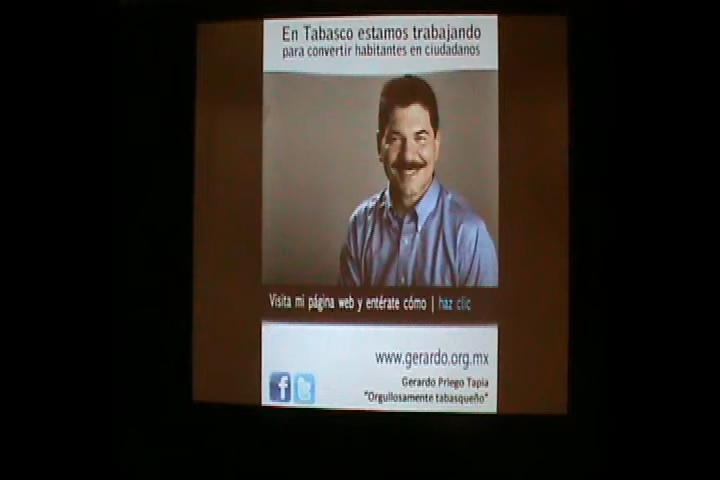 En Tabasco estamos trabajando
para convertir habitantes en ciudadanos
Visita mi página web y entérate cómo | haz clic
www.gerardo.org.mx
Gerardo Priego Tapia
"Orgullosamente tabasqueño"